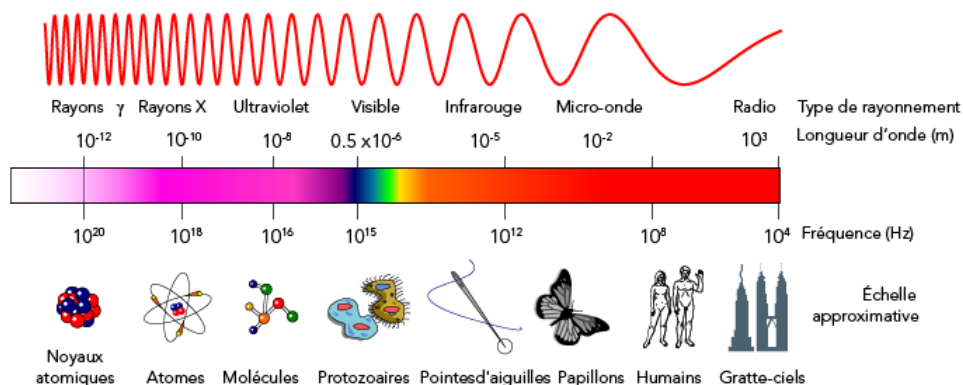 Rayons γ Rayons X Ultraviolet Visible Infrarouge Micro-onde Radio Type de rayonnement
10⁻¹² 10⁻¹⁰ 10⁻⁸ 0.5 x10⁻⁶ 10⁻⁵ 10⁻² 10³ Longueur d'onde (m)
10²⁰ 10¹⁸ 10¹⁶ 10¹⁵ 10¹² 10⁸ 10⁴ Fréquence (Hz)
Échelle
approximative
Noyaux
atomiques Atomes Molécules Protozoaires Pointesd'aiguilles Papillons Humains Gratte-ciels